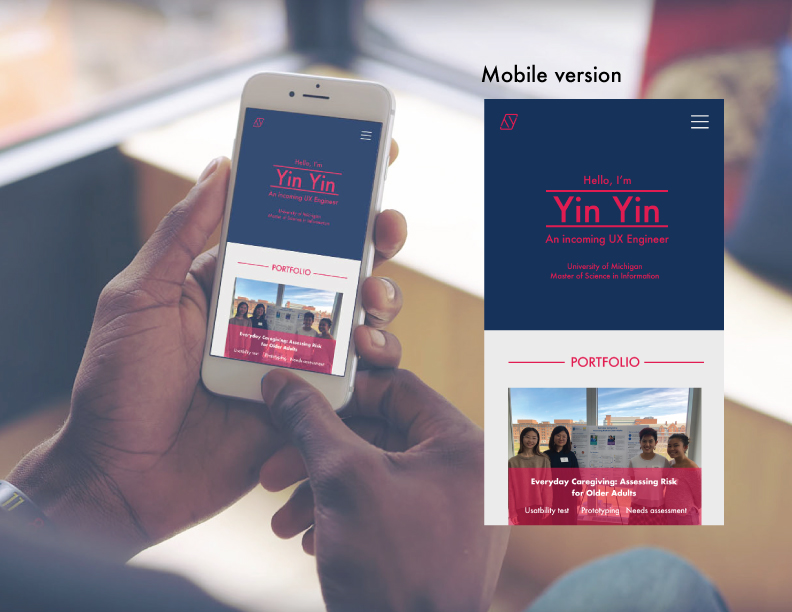 Mobile version
Hello, I'm
Yin Yin
An incoming UX Engineer
University of Michigan
Master of Science in Information
PORTFOLIO
Everyday Caregiving: Assessing Risk
for Older Adults
Usatbility test Prototyping Needs assessment
Hello, I'm
Yin Yin
An incoming UX Engineer
University of Michigan
Master of Science in Information
PORTFOLIO
Everyday Caregiving: Assessing Risk
for Older Adults
Usatbility test Prototyping Needs assessment